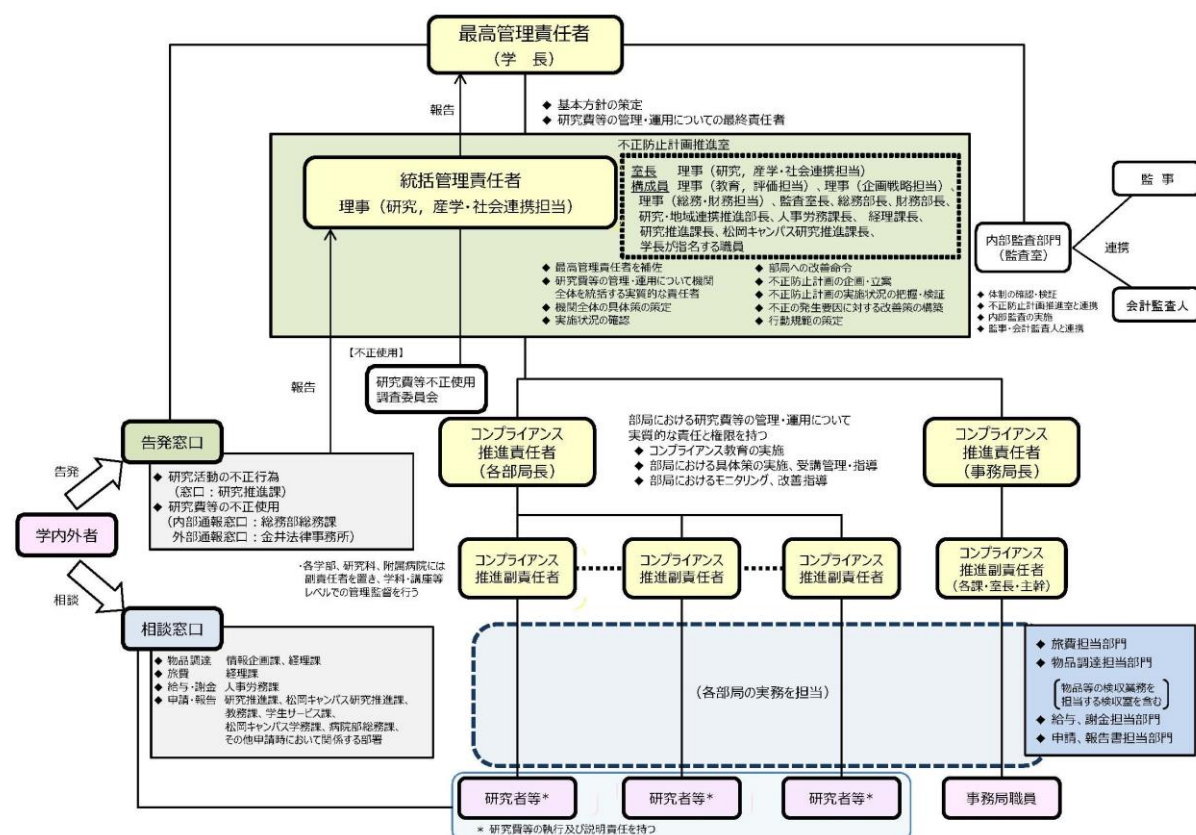 最高管理責任者
（学　長）
報告
◆ 基本方針の策定
◆ 研究費等の管理・運用についての最終責任者
不正防止計画推進室
統括管理責任者
理事（研究，産学・社会連携担当）
室長　理事（研究，産学・社会連携担当）
構成員　理事（教育，評価担当）、理事（企画戦略担当）、
理事（総務・財務担当）、監査室長、総務部長、財務部長、
研究・地域連携推進部長、人事労務課長、 経理課長、
研究推進課長、松岡キャンパス研究推進課長、
学長が指名する職員
◆ 最高管理責任者を補佐
◆ 研究費等の管理・運用について機関
全体を統括する実質的な責任者
◆ 機関全体の具体策の策定
◆ 実施状況の確認
◆ 部局への改善命令
◆ 不正防止計画の企画・立案
◆ 不正防止計画の実施状況の把握・検証
◆ 不正の発生要因に対する改善策の構築
◆ 行動規範の策定
監 事
内部監査部門
（監査室）
連携
会計監査人
◆ 体制の確認・検証
◆ 不正防止計画推進室と連携
◆ 内部監査の実施
◆ 監事・会計監査人と連携
【不正使用】
報告
研究費等不正使用
調査委員会
告発窓口
告発
◆ 研究活動の不正行為
（窓口：研究推進課）
◆ 研究費等の不正使用
（内部通報窓口：総務部総務課
外部通報窓口：金井法律事務所）
学内外者
相談
コンプライアンス
推進責任者
（各部局長）
部局における研究費等の管理・運用について
実質的な責任と権限を持つ
◆ コンプライアンス教育の実施
◆ 部局における具体策の実施、受講管理・指導
◆ 部局におけるモニタリング、改善指導
コンプライアンス
推進責任者
（事務局長）
・各学部、研究科、附属病院には
副責任者を置き、学科・講座等
レベルでの管理監督を行う
コンプライアンス
推進副責任者
コンプライアンス
推進副責任者
コンプライアンス
推進副責任者
コンプライアンス
推進副責任者
（各課・室長・主幹）
相談窓口
◆ 物品調達　情報企画課、経理課
◆ 旅費　経理課
◆ 給与・謝金　人事労務課
◆ 申請・報告　研究推進課、松岡キャンパス研究推進課、
教務課、学生サービス課、
松岡キャンパス学務課、病院部総務課、
その他申請時において関係する部署
（各部局の実務を担当）
◆ 旅費担当部門
◆ 物品調達担当部門
（物品等の検収業務を
担当する検収室を含む）
◆ 給与、謝金担当部門
◆ 申請、報告書担当部門
研究者等*
研究者等*
研究者等*
事務局職員
* 研究費等の執行及び説明責任を持つ